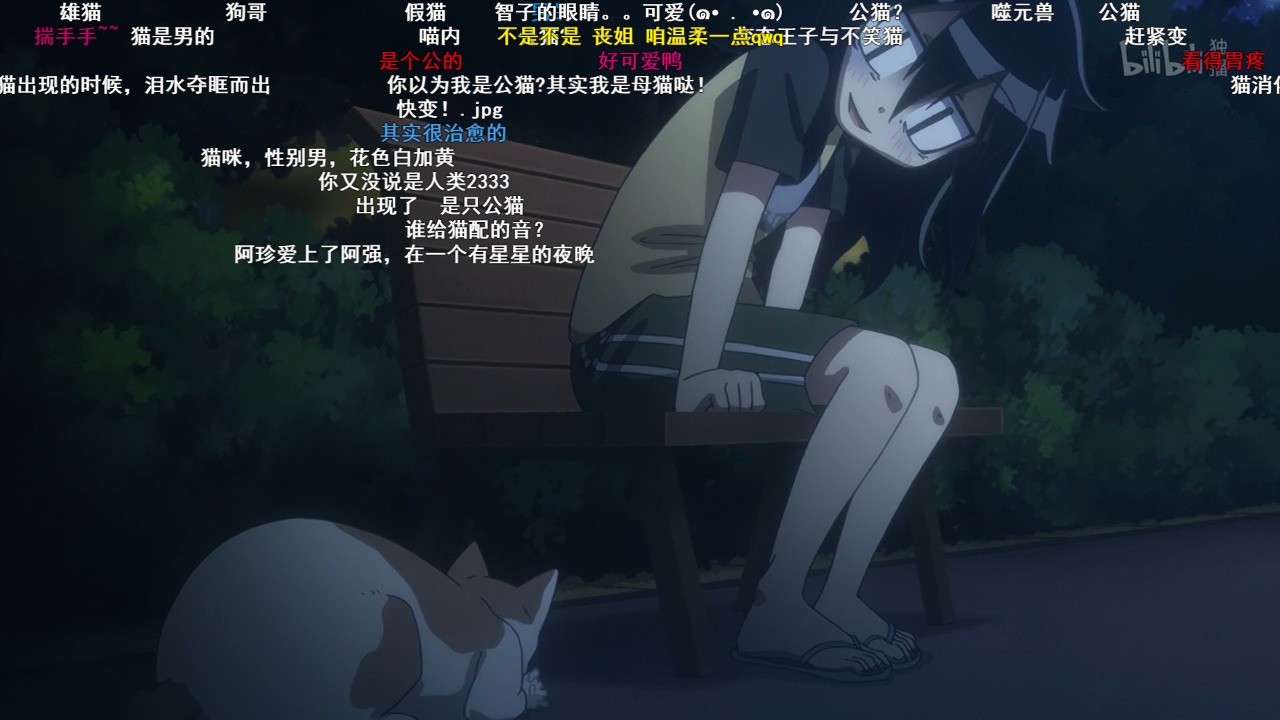 雄猫 狗哥 假猫 智子的眼睛。。可爱(๑• . •๑) 公猫? 噬元兽 公猫
揣手手~~ 猫是男的 喵内 不是不是 丧姐 咱温柔一点qwq 王子与不笑猫 赶紧变
是个公的 好可爱鸭 看得胃疼
bilibili 独播
猫出现的时候，泪水夺眶而出 你以为我是公猫?其实我是母猫哒! 猫消化
快变! .jpg
其实很治愈的
猫咪，性别男，花色白加黄
你又没说是人类2333
出现了 是只公猫
谁给猫配的音?
阿珍爱上了阿强，在一个有星星的夜晚